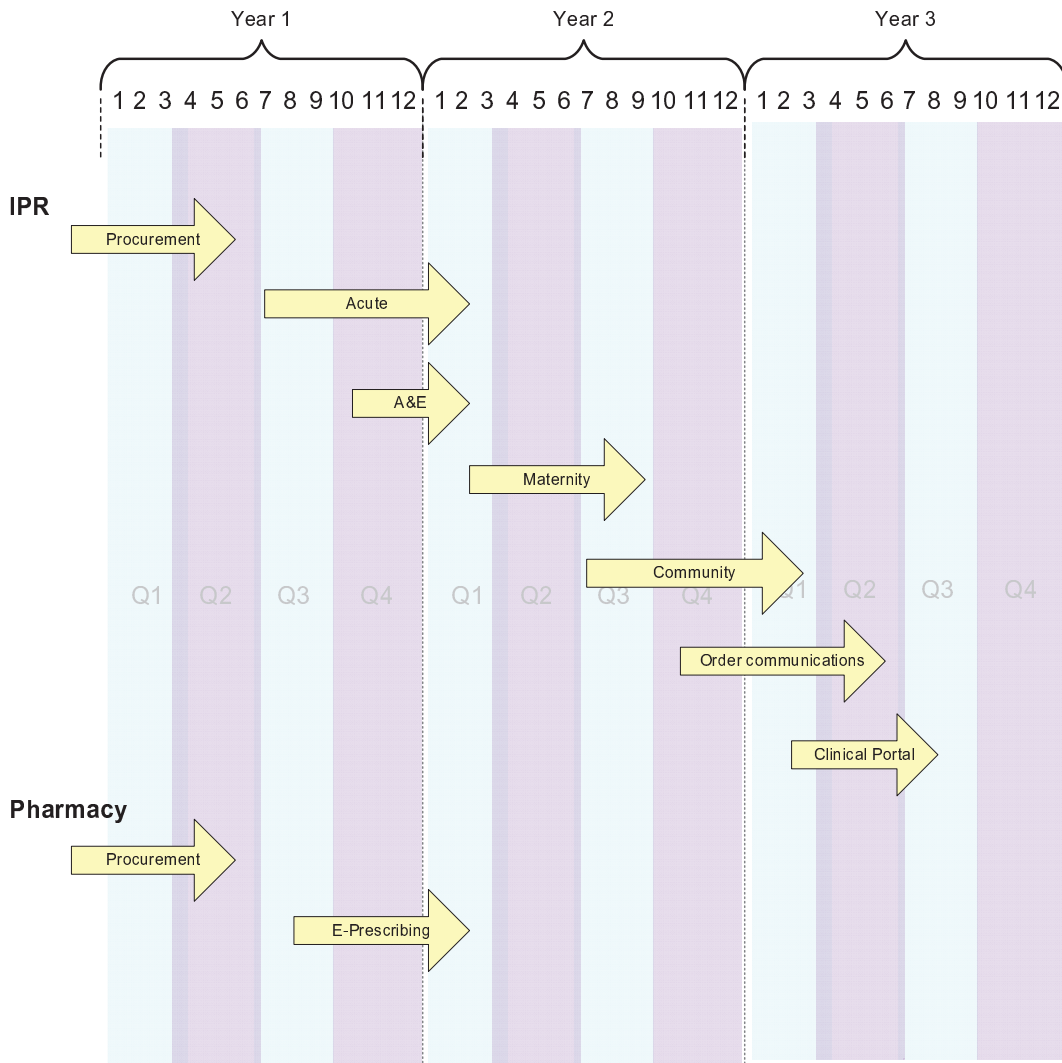 Year 1 Year 2 Year 3
1 2 3 4 5 6 7 8 9 10 11 12 1 2 3 4 5 6 7 8 9 10 11 12 1 2 3 4 5 6 7 8 9 10 11 12
IPR
Procurement
Acute
A&E
Maternity
Community
Q1 Q2 Q3 Q4 Q1 Q2 Q3 Q4 Q1 Q2 Q3 Q4
Order communications
Clinical Portal
Pharmacy
Procurement
E-Prescribing